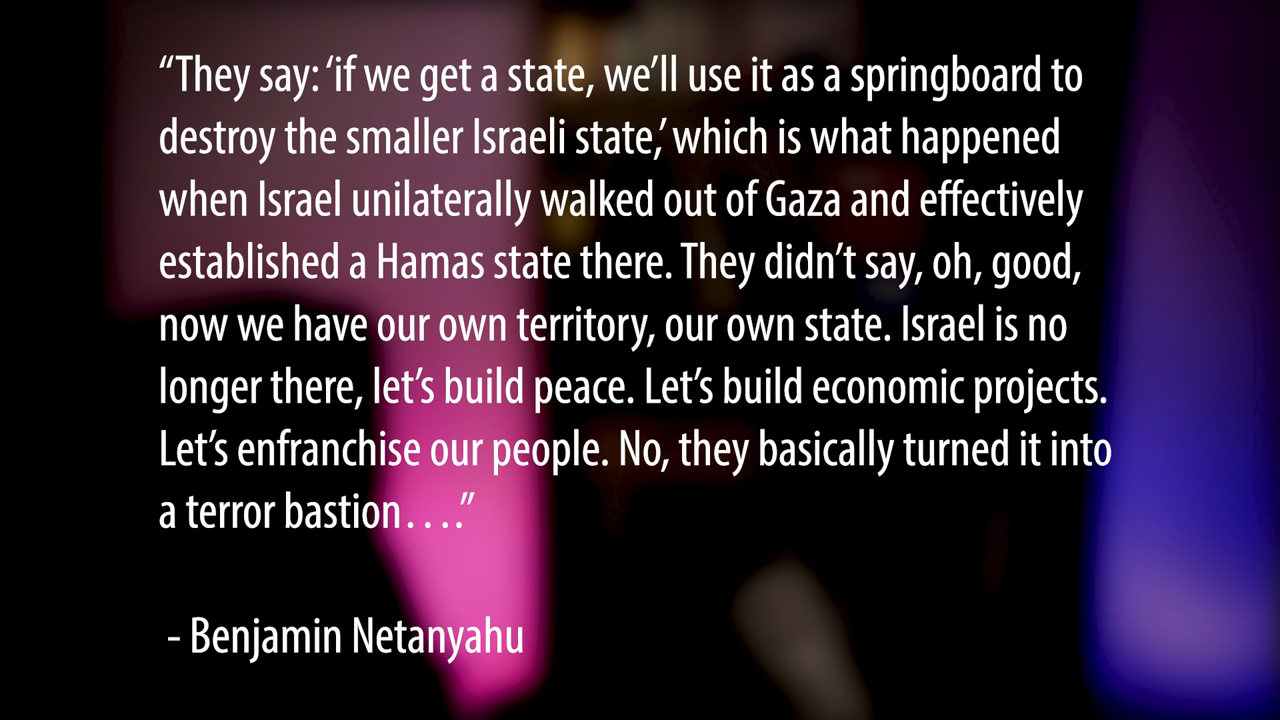 “They say: ‘if we get a state, we’ll use it as a springboard to
destroy the smaller Israeli state,’ which is what happened
when Israel unilaterally walked out of Gaza and effectively
established a Hamas state there. They didn’t say, oh, good,
now we have our own territory, our own state. Israel is no
longer there, let’s build peace. Let’s build economic projects.
Let’s enfranchise our people. No, they basically turned it into
a terror bastion . . . .”
- Benjamin Netanyahu